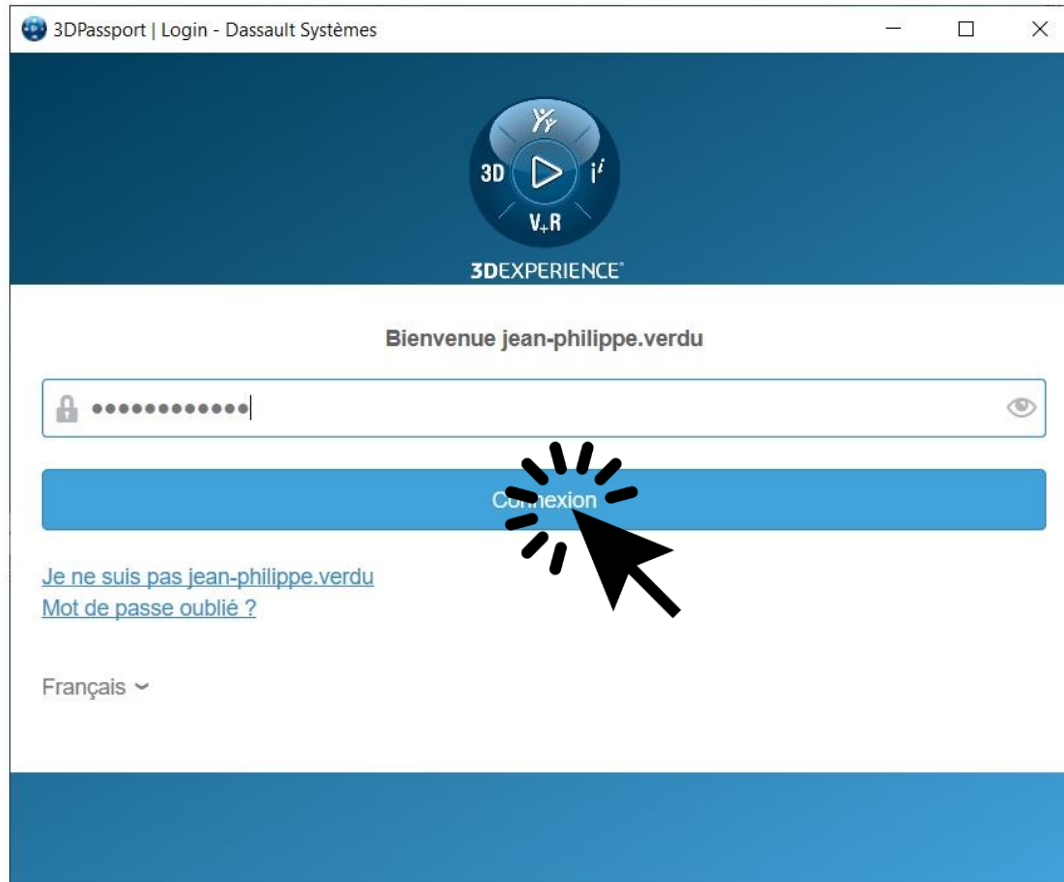 3DPassport | Login - Dassault Systèmes
3D
i
V+R
3DEXPERIENCE
Bienvenue jean-philippe.verdu
Connexion
Je ne suis pas jean-philippe.verdu
Mot de passe oublié ?
Français